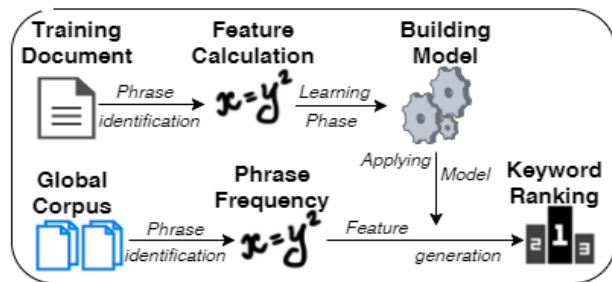 Training
Document
Feature
Calculation
Building
Model
Phrase
identification
x=y²
Learning
Phase
Applying
Model
Global
Corpus
Phrase
Frequency
Keyword
Ranking
Phrase
identification
x=y²
Feature
generation
2 1 3